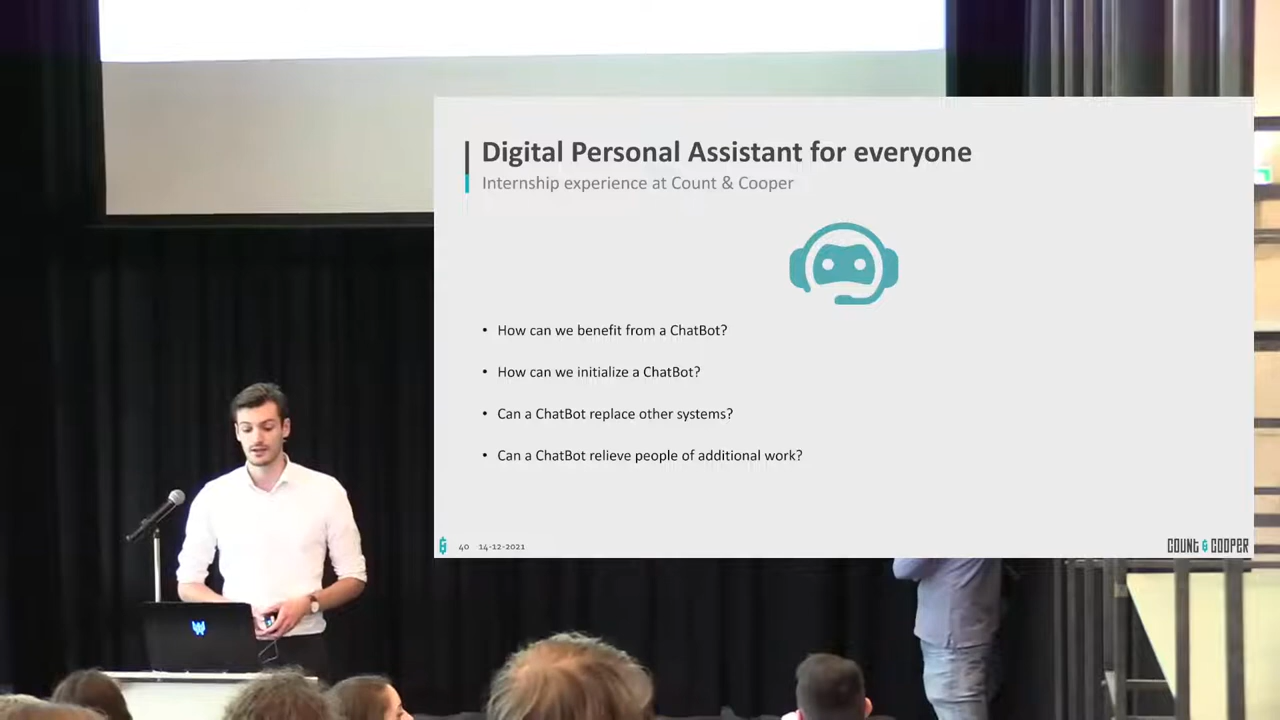 Digital Personal Assistant for everyone
Internship experience at Count & Cooper
• How can we benefit from a ChatBot?
• How can we initialize a ChatBot?
• Can a ChatBot replace other systems?
• Can a ChatBot relieve people of additional work?
40 14-12-2021
COUNT & COOPER